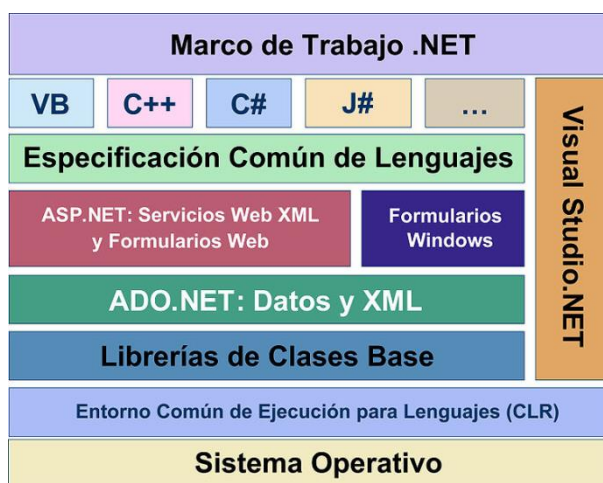 Marco de Trabajo .NET
VB
C++
C#
J#
...
Visual Studio.NET
Especificación Común de Lenguajes
ASP.NET: Servicios Web XML
y Formularios Web
Formularios
Windows
ADO.NET: Datos y XML
Librerías de Clases Base
Entorno Común de Ejecución para Lenguajes (CLR)
Sistema Operativo